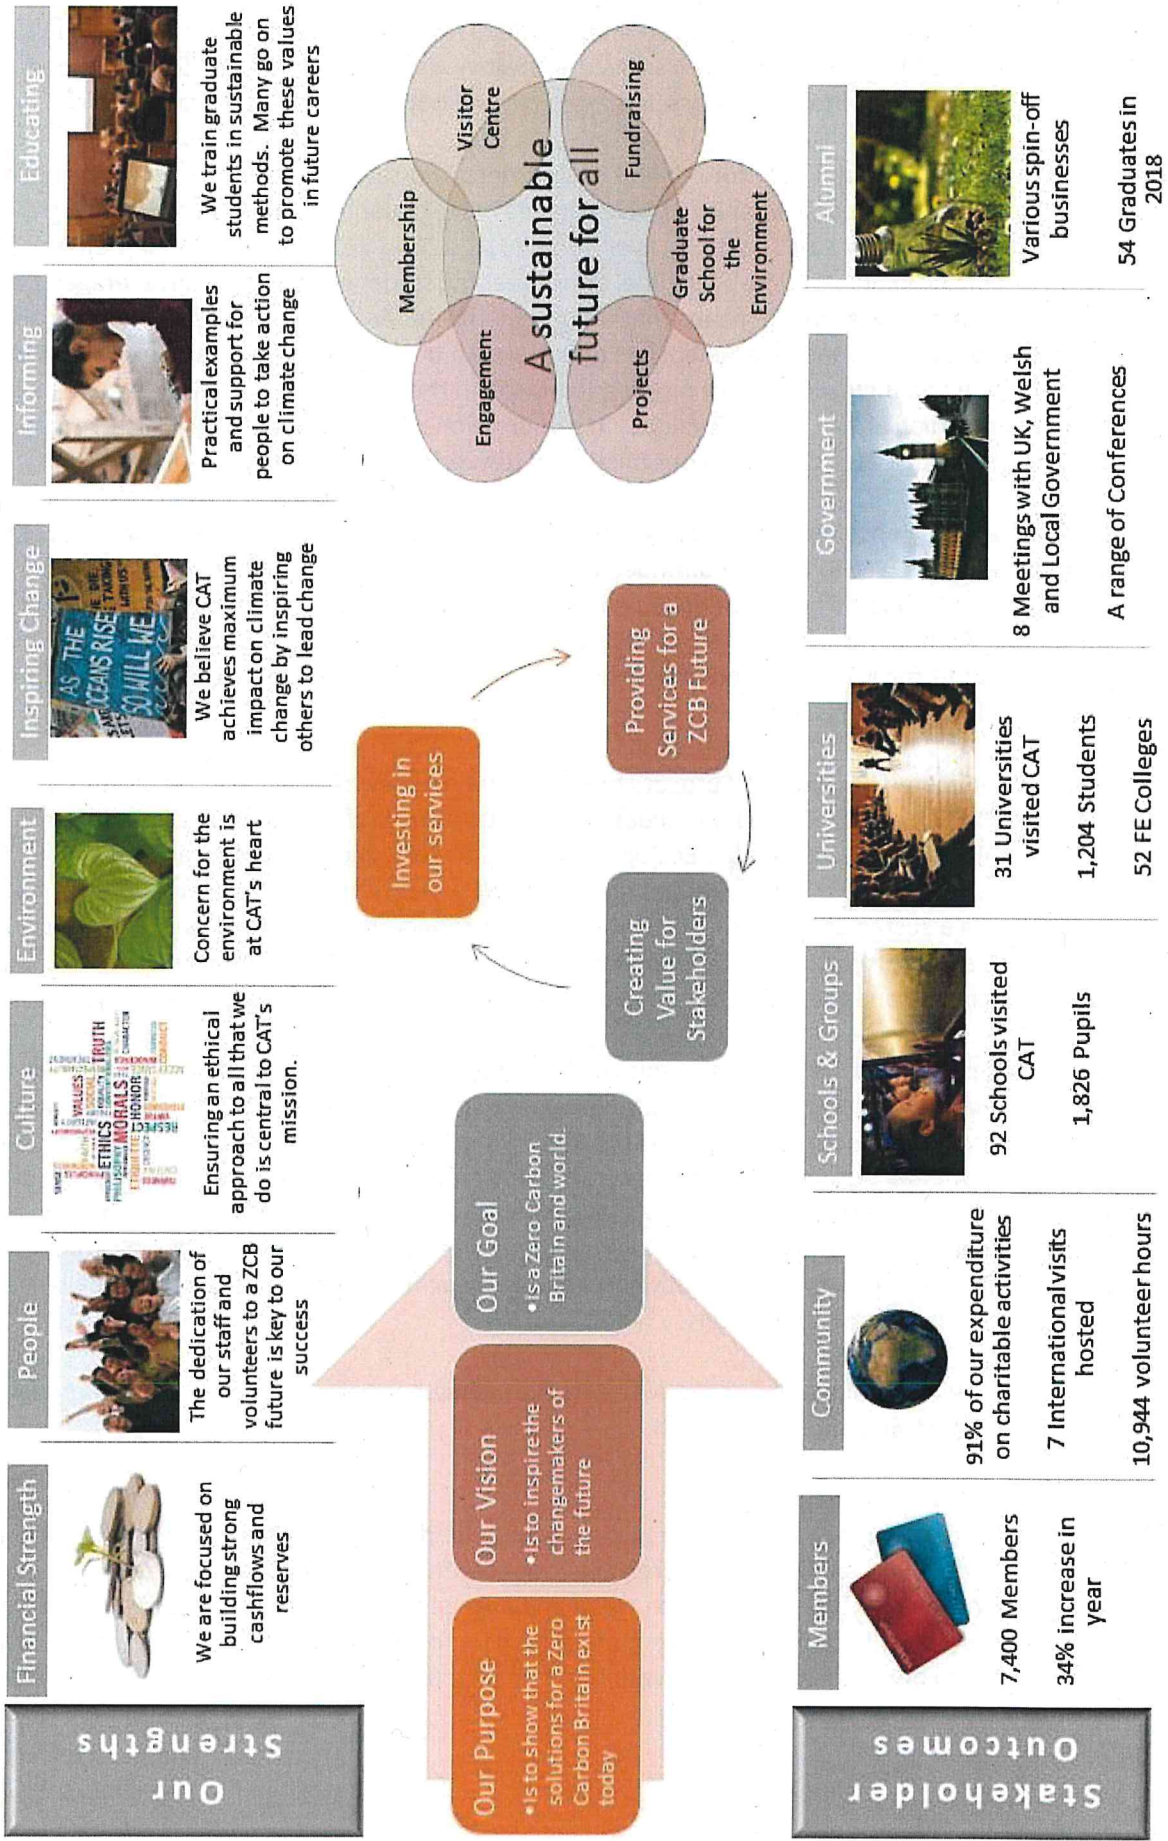 Our
Strengths
Financial Strength
We are focused on
building strong
cashflows and
reserves
People
The dedication of
our staff and
volunteers to a ZCB
future is key to our
success
Culture
ETHICS
PHILOSOPHY
MORALS
ETIQUETTE
HONOR
RESPECT
VALUES
SOCIAL
TRUTH
CHARACTER
CONDUCT
Ensuring an ethical
approach to all that we
do is central to CAT's
mission.
Environment
Concern for the
environment is
at CAT's heart
Inspiring Change
AS THE
OCEANS RISE
SO WILL WE
We believe CAT
achieves maximum
impact on climate
change by inspiring
others to lead change
Informing
Practical examples
and support for
people to take action
on climate change
Educating
We train graduate
students in sustainable
methods. Many go on
to promote these values
in future careers
Our Purpose
•Is to show that the
solutions for a Zero
Carbon Britain exist
today
Our Vision
•Is to inspire the
changemakers of
the future
Our Goal
•Is a Zero Carbon
Britain and world.
Investing in
our services
Providing
Services for a
ZCB Future
Creating
Value for
Stakeholders
Membership
Visitor
Centre
Fundraising
Graduate
School for
the
Environment
Projects
Engagement
A sustainable
future for all
Stakeholder
Outcomes
Members
7,400 Members
34% increase in
year
Community
91% of our expenditure
on charitable activities
7 International visits
hosted
10,944 volunteer hours
Schools & Groups
92 Schools visited
CAT
1,826 Pupils
Universities
31 Universities
visited CAT
1,204 Students
52 FE Colleges
Government
8 Meetings with UK, Welsh
and Local Government
A range of Conferences
Alumni
Various spin-off
businesses
54 Graduates in
2018